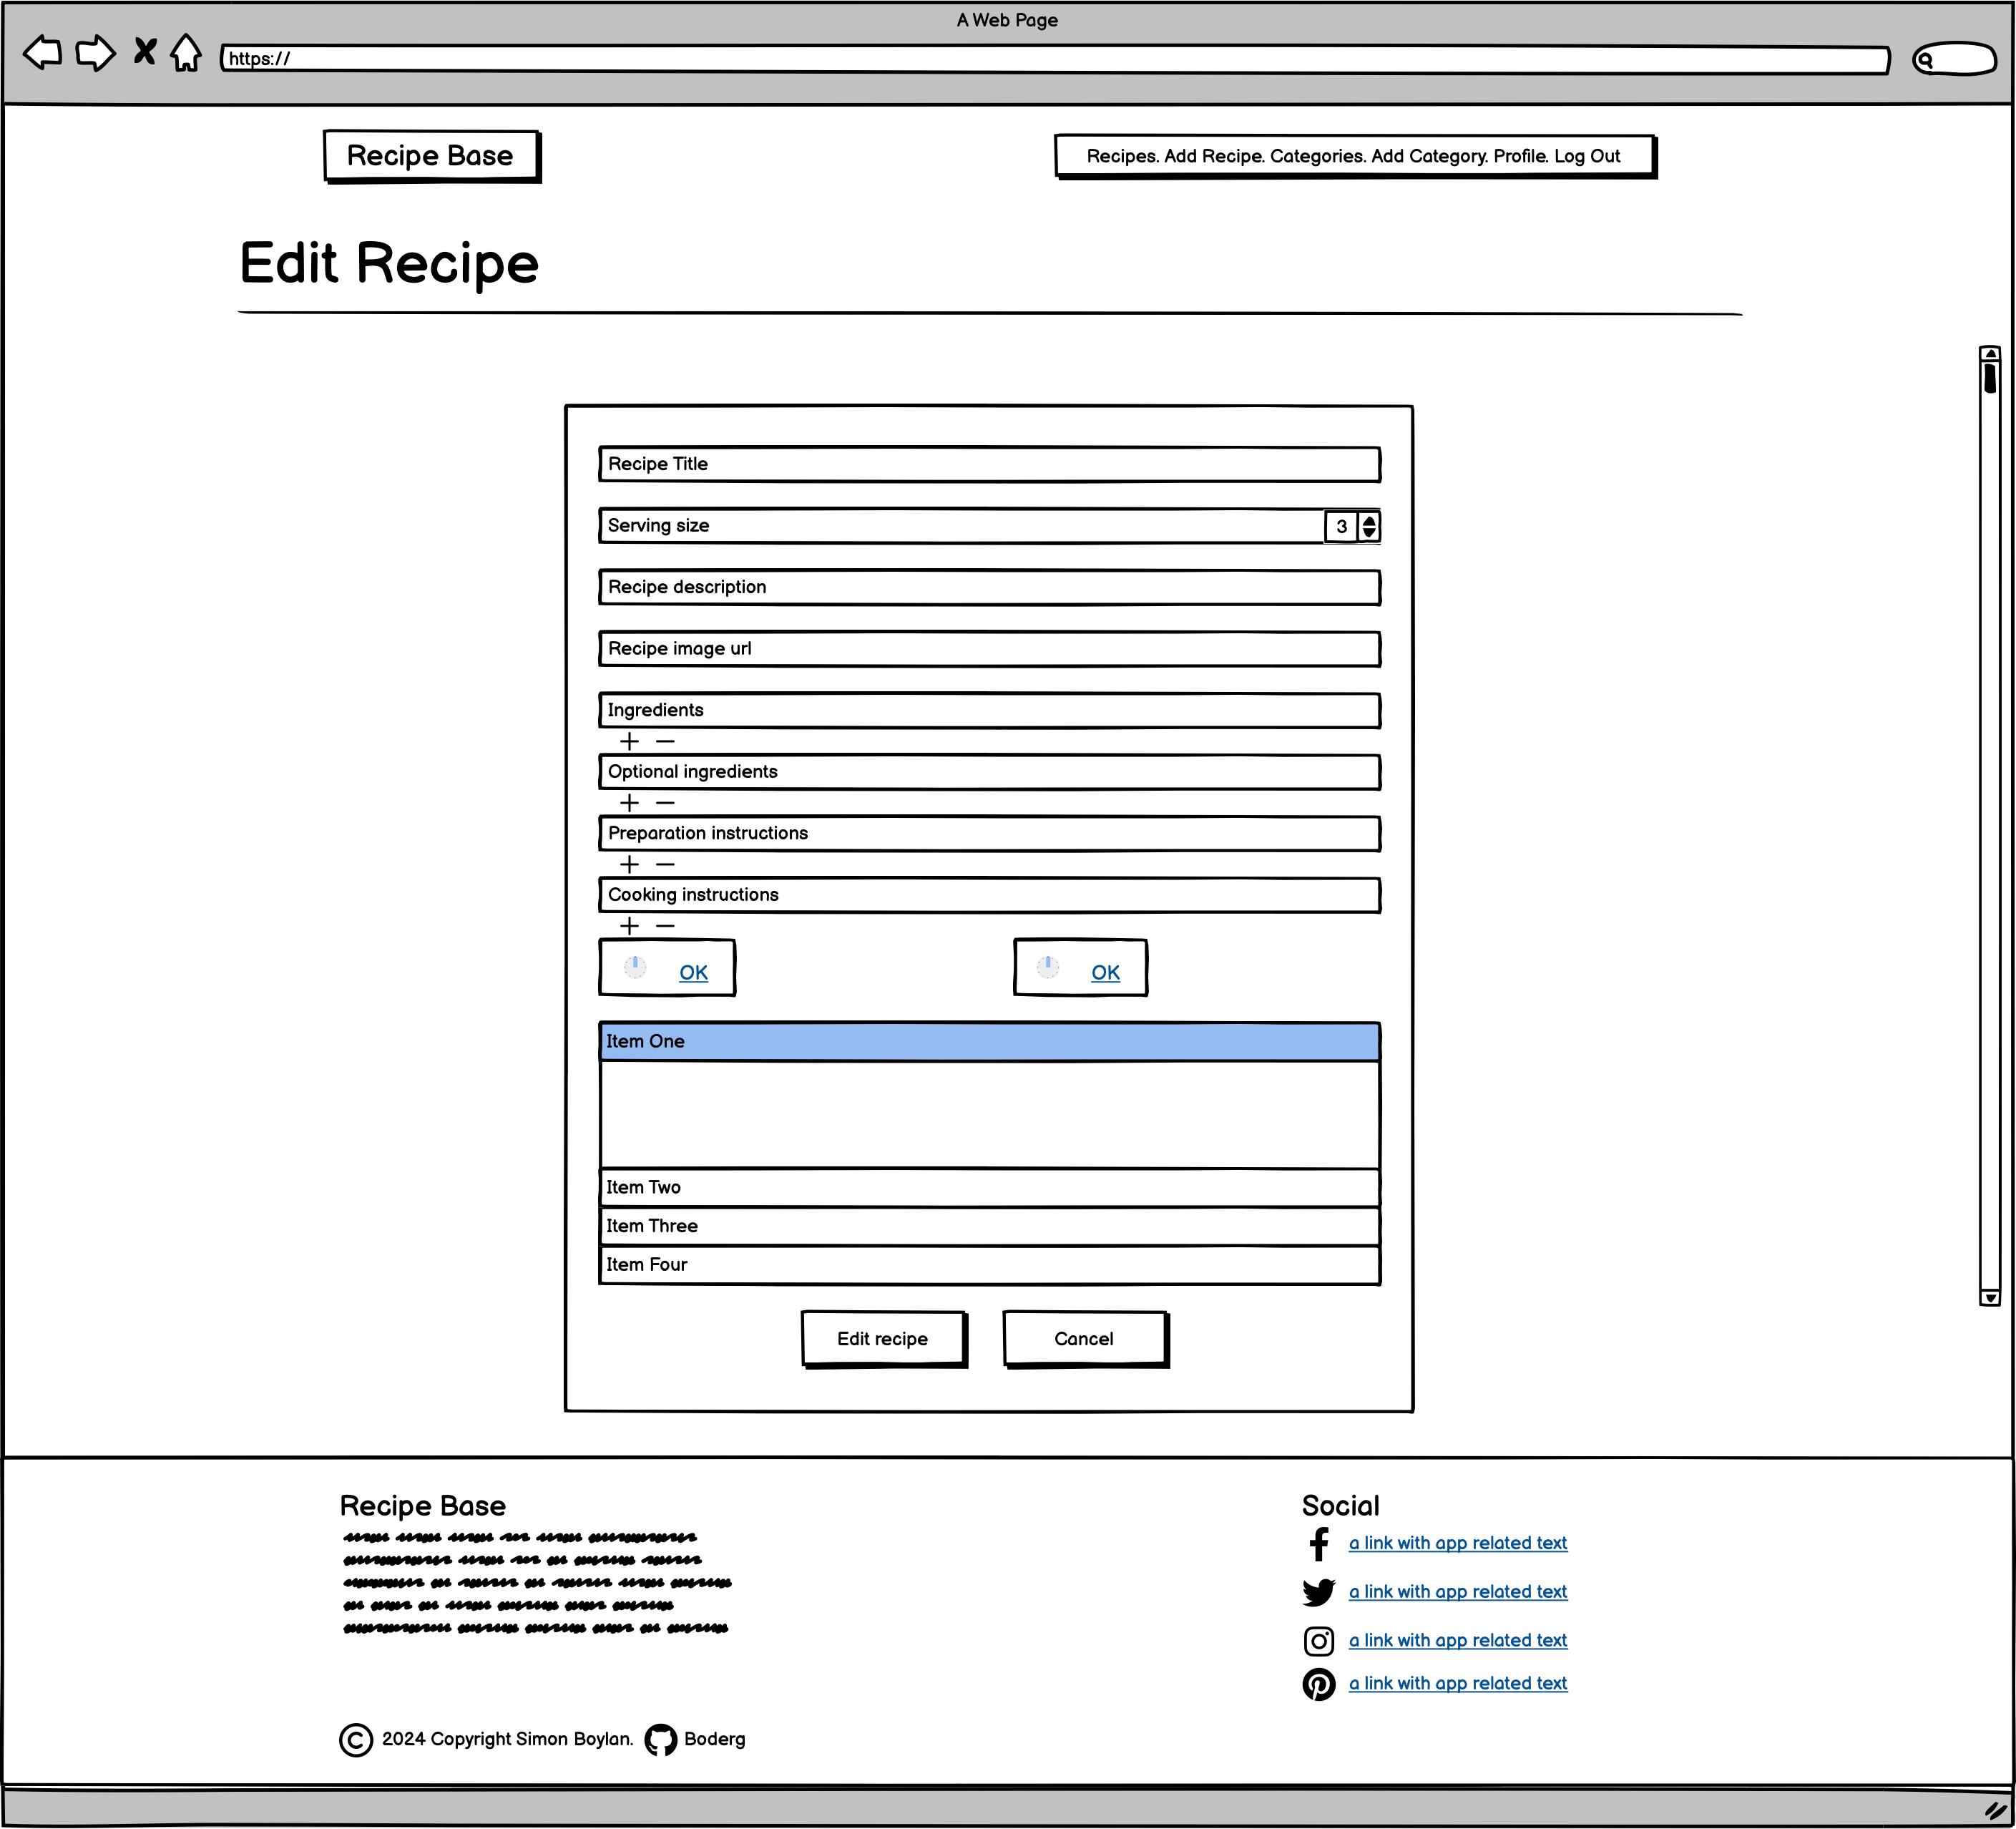 A Web Page
https://
Recipe Base
Recipes. Add Recipe. Categories. Add Category. Profile. Log Out
Edit Recipe
Recipe Title
Serving size
3
Recipe description
Recipe image url
Ingredients
+ −
Optional ingredients
+ −
Preparation instructions
+ −
Cooking instructions
+ −
OK
OK
Item One
Item Two
Item Three
Item Four
Edit recipe
Cancel
Recipe Base
Social
a link with app related text
a link with app related text
a link with app related text
a link with app related text
© 2024 Copyright Simon Boylan. Boderg